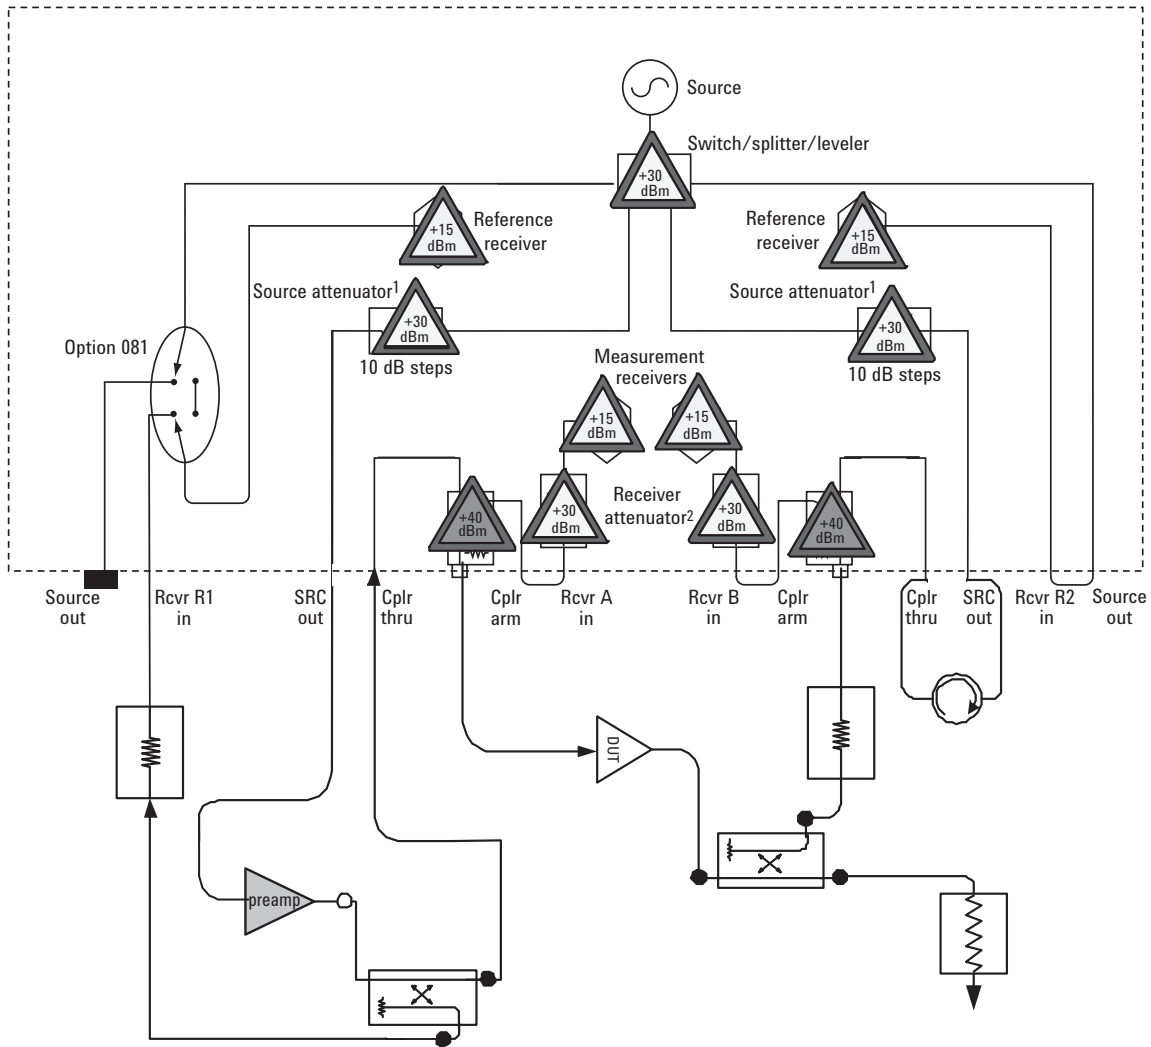 Source
Switch/splitter/leveler
+30
dBm
+15
dBm
Reference
receiver
Reference
receiver
+15
dBm
Source attenuator1
+30
dBm
10 dB steps
Source attenuator1
+30
dBm
10 dB steps
Option 081
Measurement
receivers
+15
dBm
+15
dBm
+40
dBm
+30
dBm
Receiver
attenuator2
+30
dBm
+40
dBm
Source
out
Rcvr R1
in
SRC
out
Cplr
thru
Cplr
arm
Rcvr A
in
Rcvr B
in
Cplr
arm
Cplr
thru
SRC
out
Rcvr R2
in
Source
out
DUT
preamp